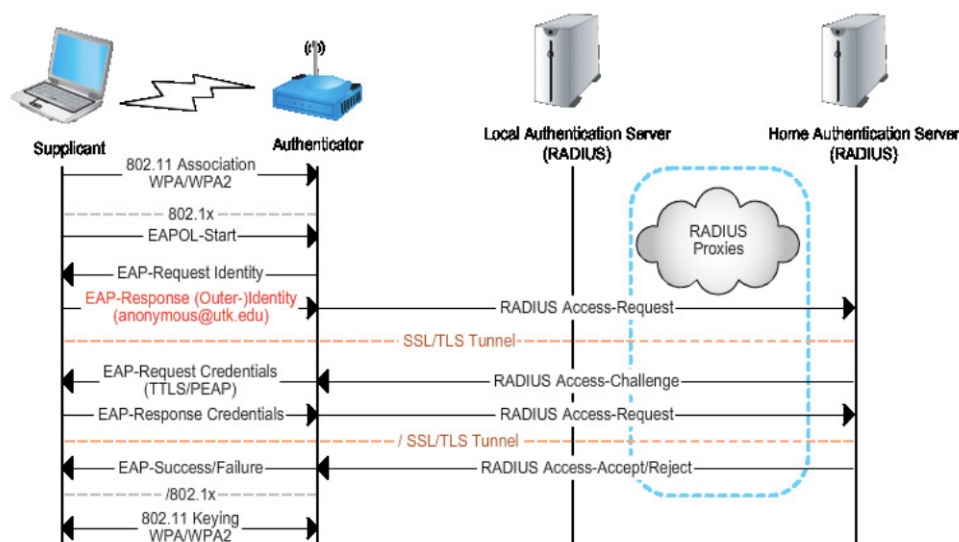 Supplicant
Authenticator
Local Authentication Server
(RADIUS)
Home Authentication Server
(RADIUS)
802.11 Association
WPA/WPA2
802.1x
EAPOL-Start
RADIUS
Proxies
EAP-Request Identity
EAP-Response (Outer-)Identity
(anonymous@utk.edu)
RADIUS Access-Request
SSL/TLS Tunnel
EAP-Request Credentials
(TTLS/PEAP)
RADIUS Access-Challenge
EAP-Response Credentials
RADIUS Access-Request
/ SSL/TLS Tunnel
EAP-Success/Failure
RADIUS Access-Accept/Reject
/802.1x
802.11 Keying
WPA/WPA2